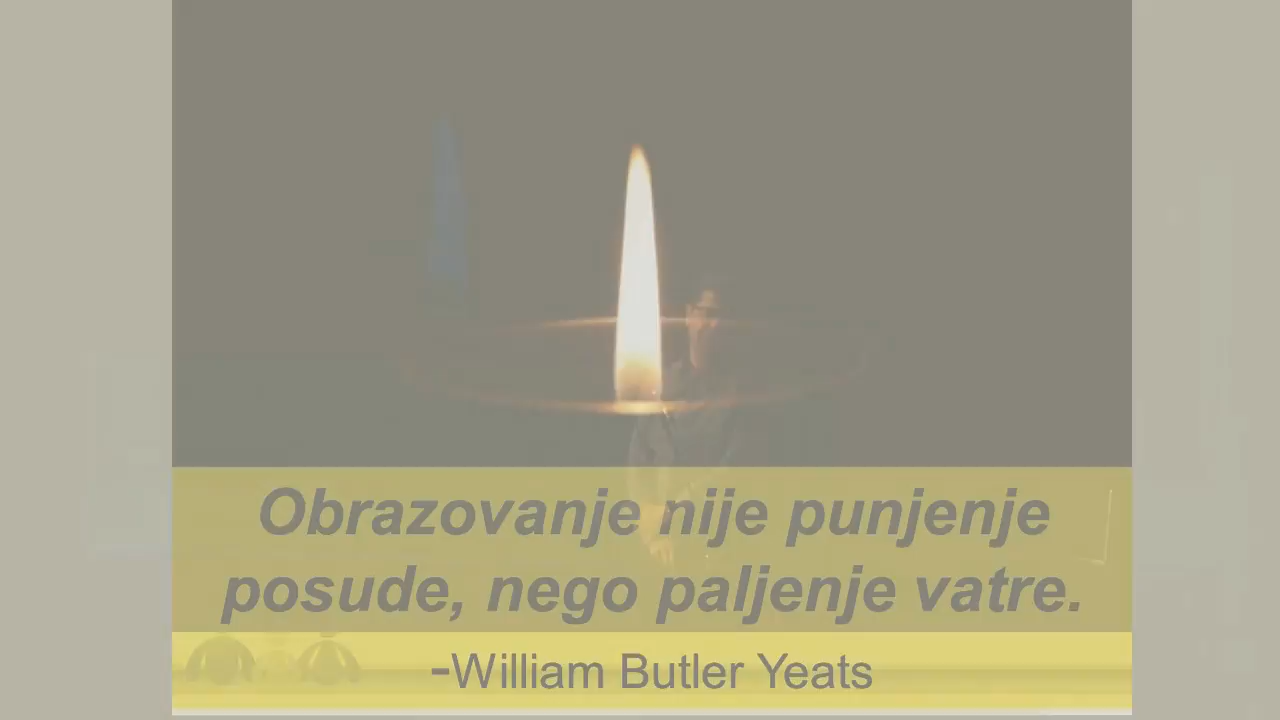 Obrazovanje nije punjenje
posude, nego paljenje vatre.
-William Butler Yeats